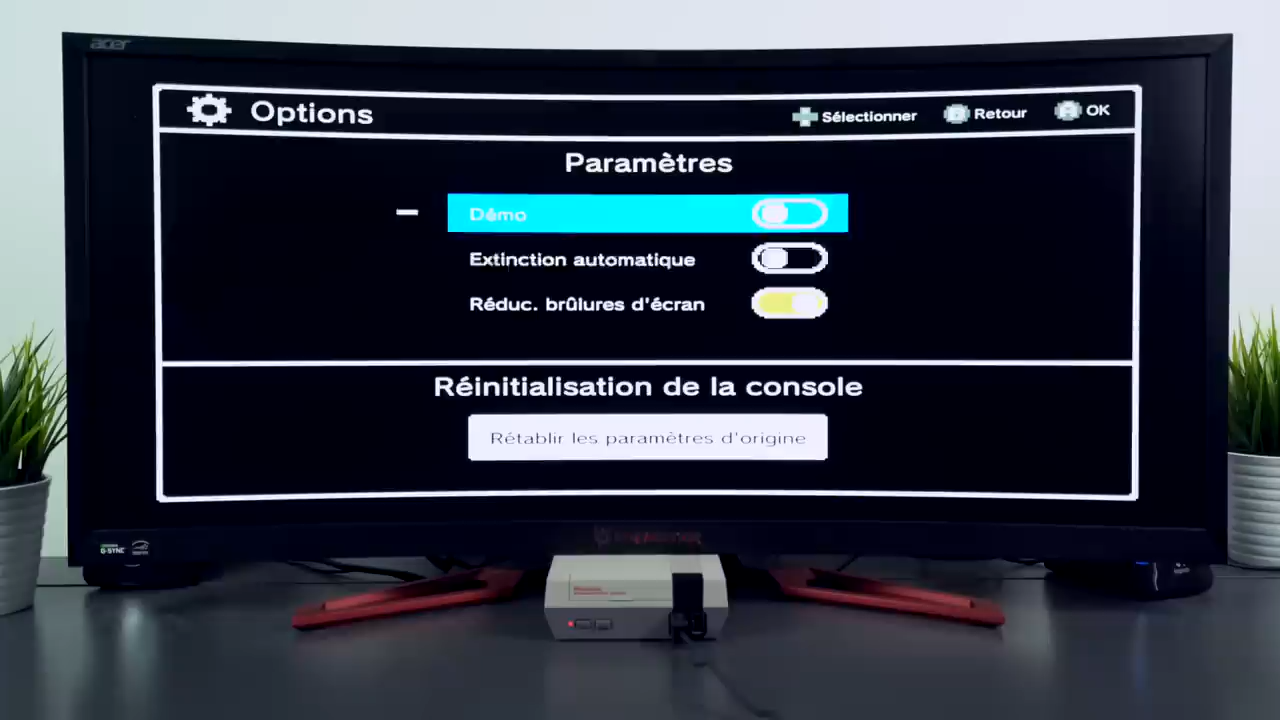 acer
Options
Sélectionner
Retour
OK
Paramètres
Démo
Extinction automatique
Réduc. brûlures d'écran
Réinitialisation de la console
Rétablir les paramètres d'origine
G-SYNC